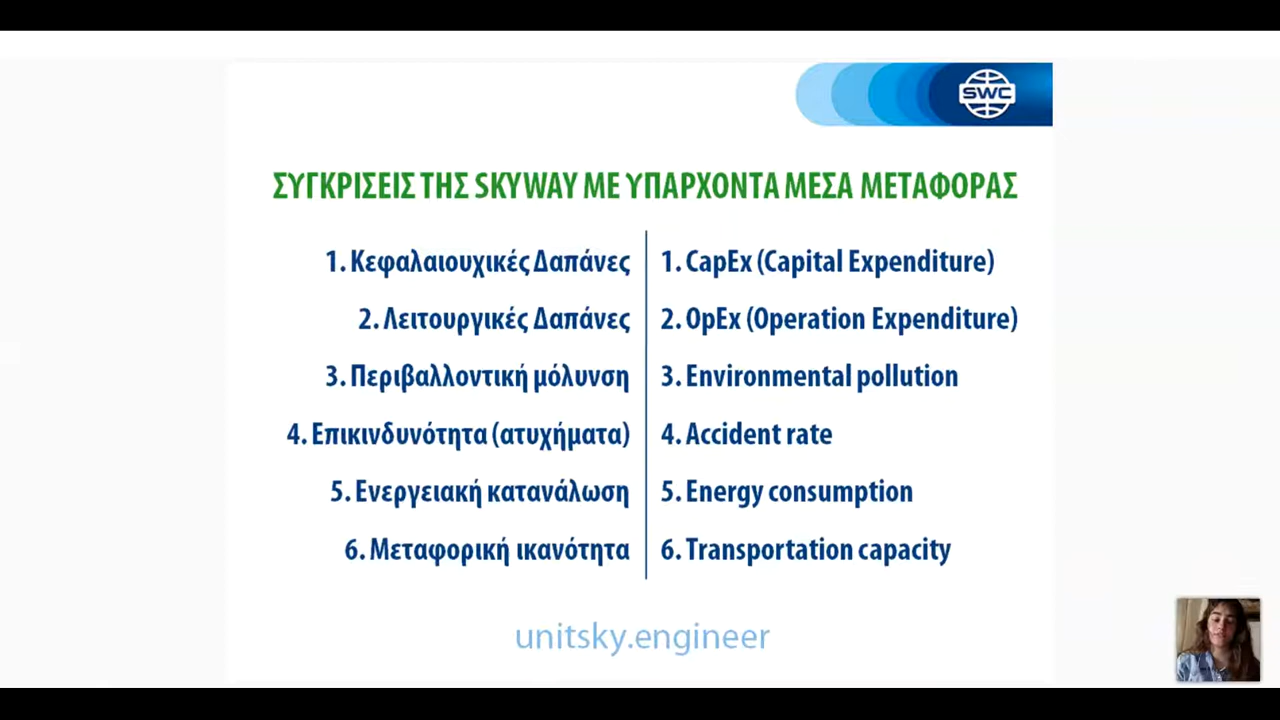 SWC
ΣΥΓΚΡΙΣΕΙΣ ΤΗΣ SKYWAY ΜΕ ΥΠΑΡΧΟΝΤΑ ΜΕΣΑ ΜΕΤΑΦΟΡΑΣ
1. Κεφαλαιουχικές Δαπάνες
2. Λειτουργικές Δαπάνες
3. Περιβαλλοντική μόλυνση
4. Επικινδυνότητα (ατυχήματα)
5. Ενεργειακή κατανάλωση
6. Μεταφορική ικανότητα
1. CapEx (Capital Expenditure)
2. OpEx (Operation Expenditure)
3. Environmental pollution
4. Accident rate
5. Energy consumption
6. Transportation capacity
unitsky.engineer